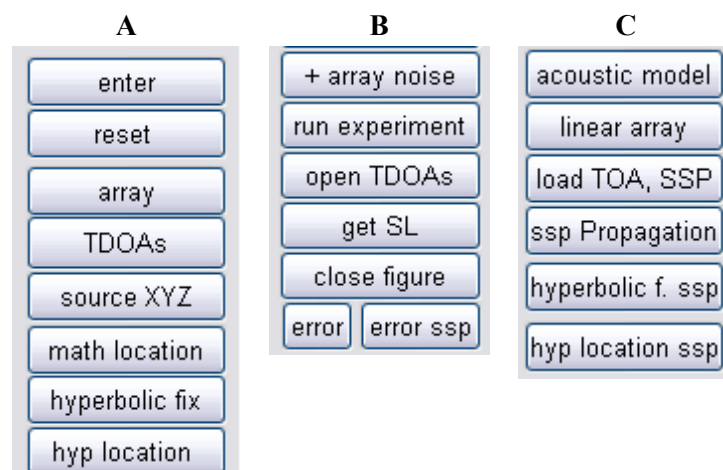 A
enter
reset
array
TDOAs
source XYZ
math location
hyperbolic fix
hyp location
B
+ array noise
run experiment
open TDOAs
get SL
close figure
error error ssp
C
acoustic model
linear array
load TOA, SSP
ssp Propagation
hyperbolic f. ssp
hyp location ssp